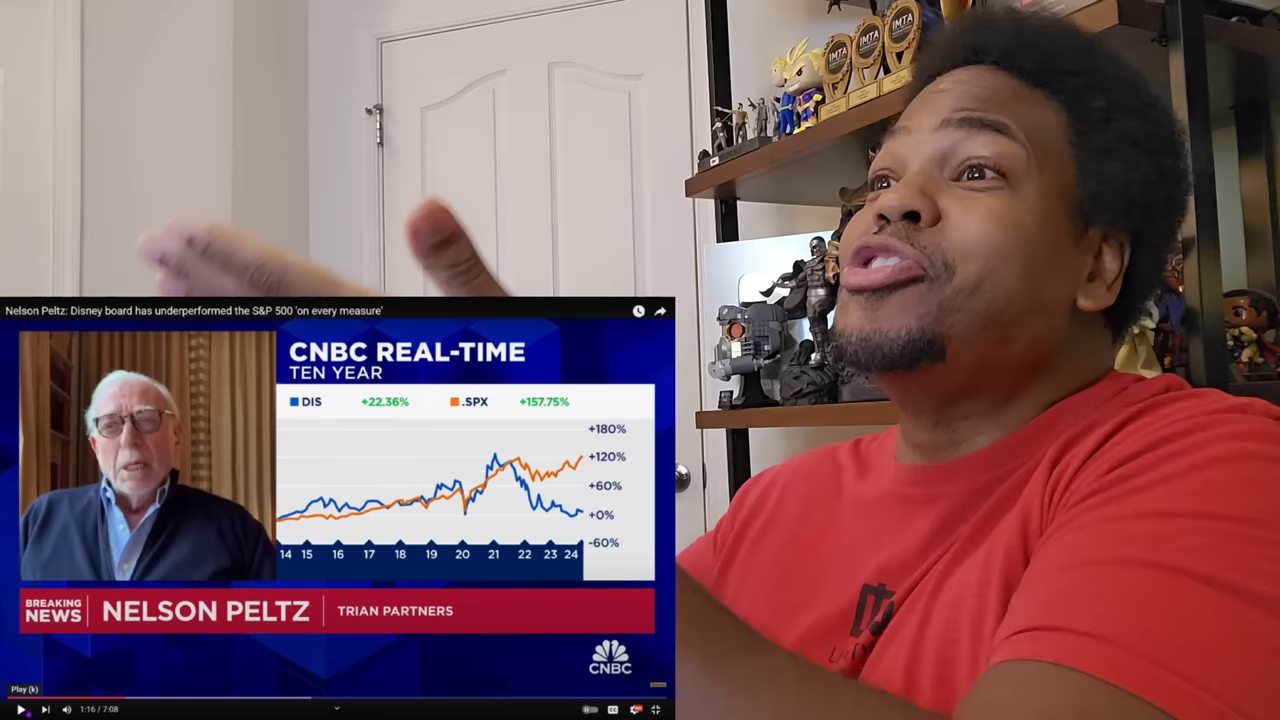 IMTA
IMTA
IMTA
Nelson Peltz: Disney board has underperformed the S&P 500 'on every measure'
CNBC REAL-TIME
TEN YEAR
DIS +22.36% .SPX +157.75%
+180%
+120%
+60%
+0%
-60%
14 15 16 17 18 19 20 21 22 23 24
BREAKING NEWS
NELSON PELTZ
TRIAN PARTNERS
CNBC
Play (k)
1:16 / 7:08
CC